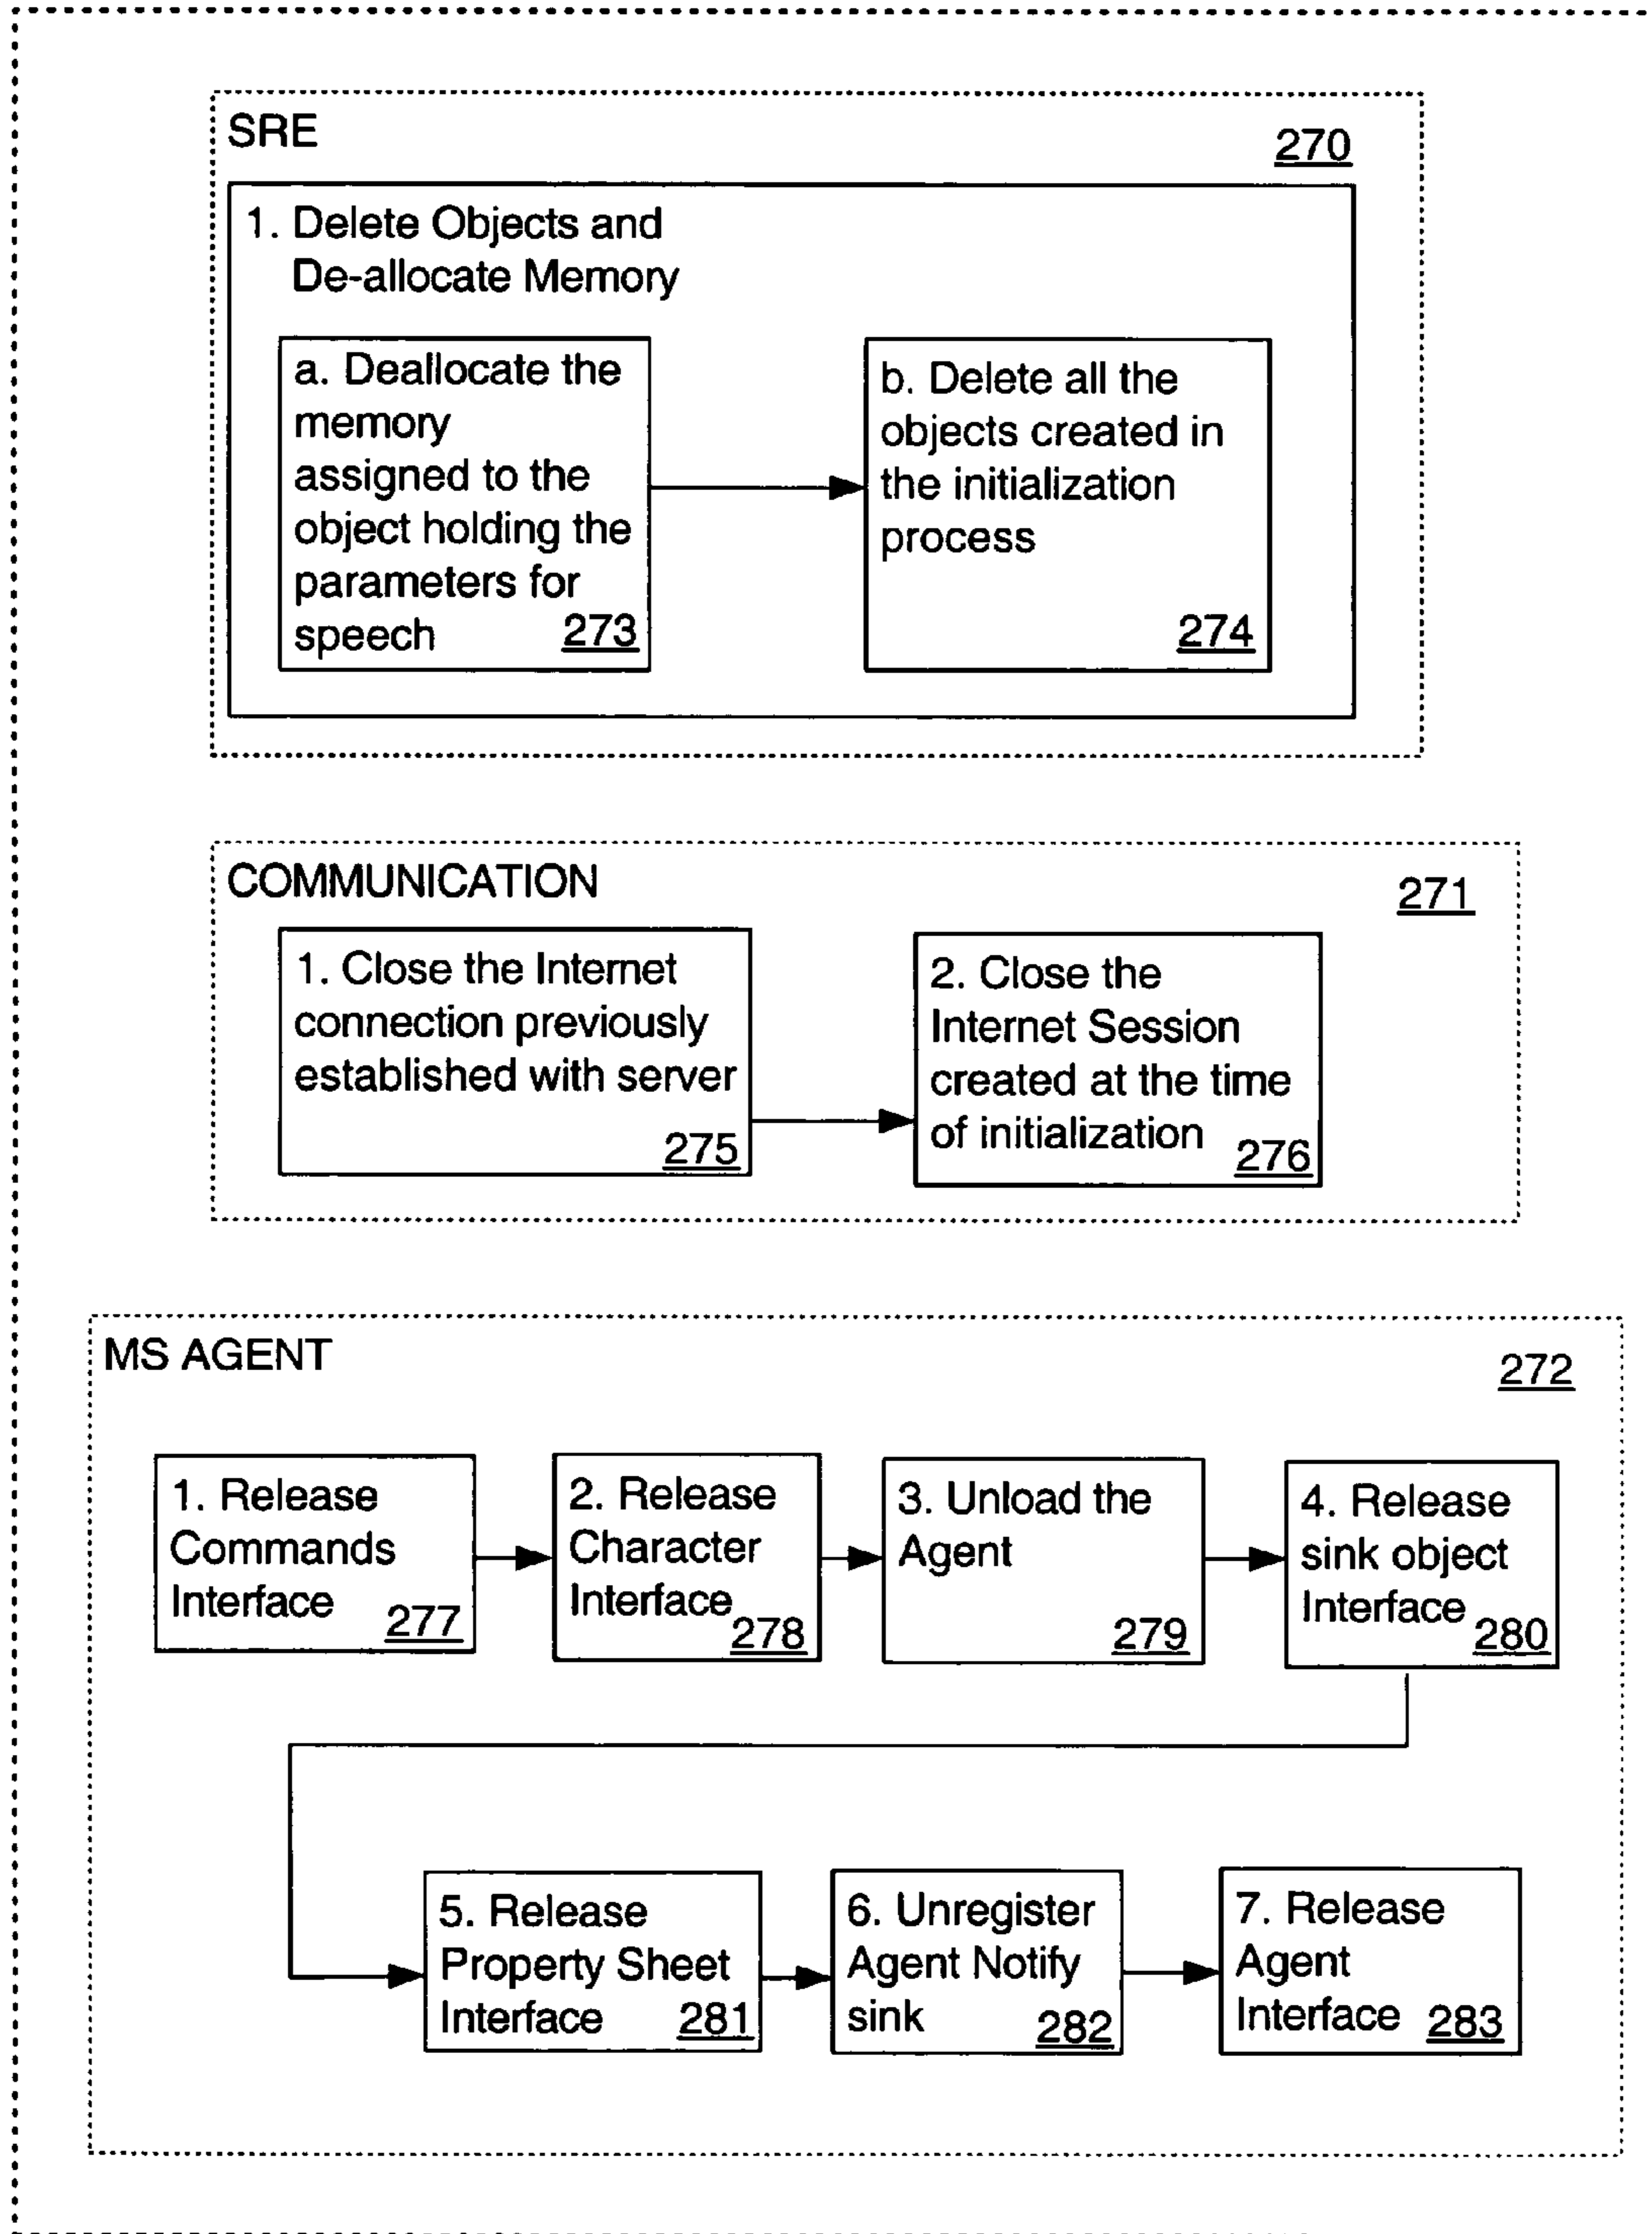 SRE
270
1. Delete Objects and
De-allocate Memory
a. Deallocate the
memory
assigned to the
object holding the
parameters for
speech 273
b. Delete all the
objects created in
the initialization
process
274
COMMUNICATION
271
1. Close the Internet
connection previously
established with server
275
2. Close the
Internet Session
created at the time
of initialization
276
MS AGENT
272
1. Release
Commands
Interface
277
2. Release
Character
Interface
278
3. Unload the
Agent
279
4. Release
sink object
Interface
280
5. Release
Property Sheet
Interface 281
6. Unregister
Agent Notify
sink 282
7. Release
Agent
Interface 283